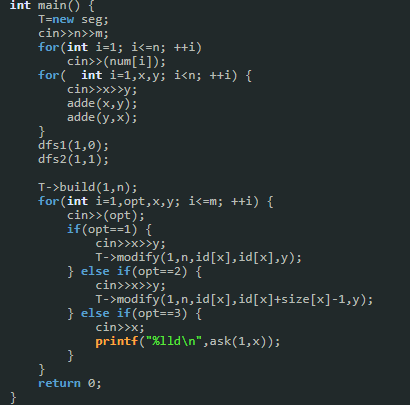 int main() {
    T=new seg;
    cin>>n>>m;
    for(int i=1; i<=n; ++i)
        cin>>(num[i]);
    for(  int i=1,x,y; i<n; ++i) {
        cin>>x>>y;
        adde(x,y);
        adde(y,x);
    }
    dfs1(1,0);
    dfs2(1,1);

    T->build(1,n);
    for(int i=1,opt,x,y; i<=m; ++i) {
        cin>>(opt);
        if(opt==1) {
            cin>>x>>y;
            T->modify(1,n,id[x],id[x],y);
        } else if(opt==2) {
            cin>>x>>y;
            T->modify(1,n,id[x],id[x]+size[x]-1,y);
        } else if(opt==3) {
            cin>>x;
            printf("%lld\n",ask(1,x));
        }
    }
    return 0;
}